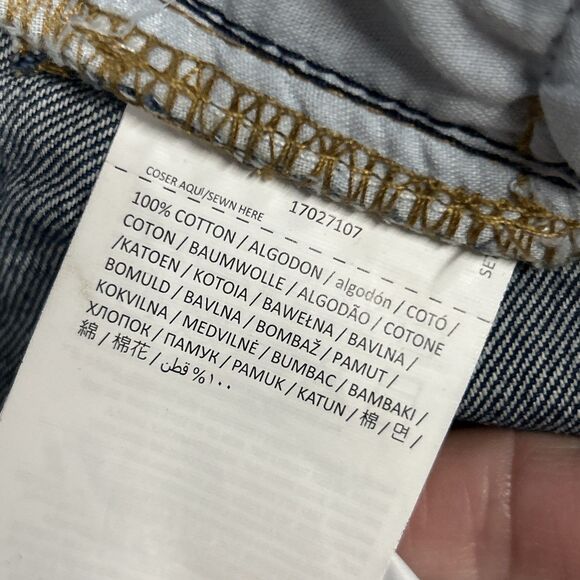 COSER AQUÍ/SEWN HERE
17027107
100% COTTON / ALGODON / algodón / COTÓ /
COTON / BAUMWOLLE / ALGODÃO / COTONE
/KATOEN / KOTOIA / BAWEŁNA / BAVLNA /
BOMULD / BAVLNA / BOMBAŽ / PAMUT /
KOKVILNA / MEDVILNĖ / BUMBAC / BAMBAKI /
ХЛОПОК / ПАМУК / PAMUK / KATUN / 棉 / 면 /
綿 / 棉花 / ١٠٠% قطن /